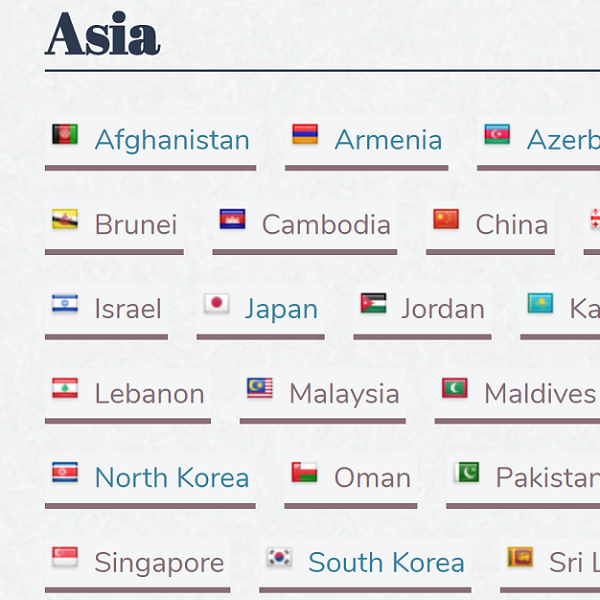 Asia
Afghanistan Armenia Azerb
Brunei Cambodia China
Israel Japan Jordan Ka
Lebanon Malaysia Maldives
North Korea Oman Pakistan
Singapore South Korea Sri L